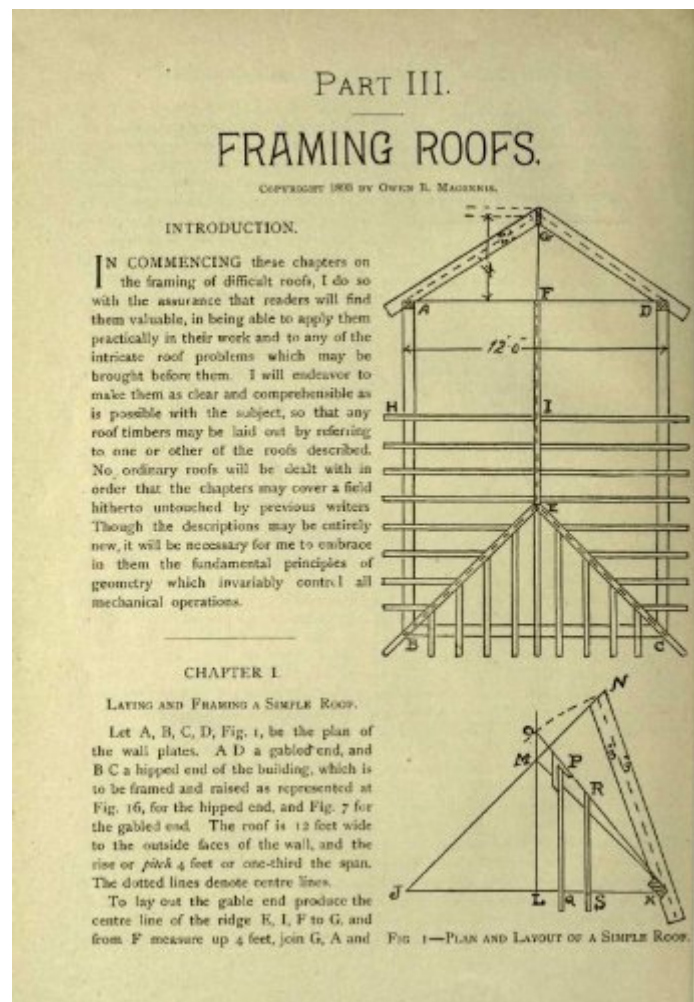 PART III.
FRAMING ROOFS.
COPYRIGHT 1893 BY OWEN B. MAGINNIS.
INTRODUCTION.
IN COMMENCING these chapters on
the framing of difficult roofs, I do so
with the assurance that readers will find
them valuable, in being able to apply them
practically in their work and to any of the
intricate roof problems which may be
brought before them. I will endeavor to
make them as clear and comprehensible as
is possible with the subject, so that any
roof timbers may be laid out by referring
to one or other of the roofs described.
No ordinary roofs will be dealt with in
order that the chapters may cover a field
hitherto untouched by previous writers
Though the descriptions may be entirely
new, it will be necessary for me to embrace
in them the fundamental principles of
geometry which invariably control all
mechanical operations.
CHAPTER I.
LAYING AND FRAMING A SIMPLE ROOF.
Let A, B, C, D, Fig. 1, be the plan of
the wall plates. A D a gabled end, and
B C a hipped end of the building, which is
to be framed and raised as represented at
Fig. 16, for the hipped end, and Fig. 7 for
the gabled end. The roof is 12 feet wide
to the outside faces of the wall, and the
rise or pitch 4 feet or one-third the span.
The dotted lines denote centre lines.
To lay out the gable end produce the
centre line of the ridge E, I, F to G, and
from F measure up 4 feet, join G, A and
G
A
F
D
12'-0"
H
I
E
B
C
N
O
M
P
R
J
L
Q
S
K
FIG 1—PLAN AND LAYOUT OF A SIMPLE ROOF.